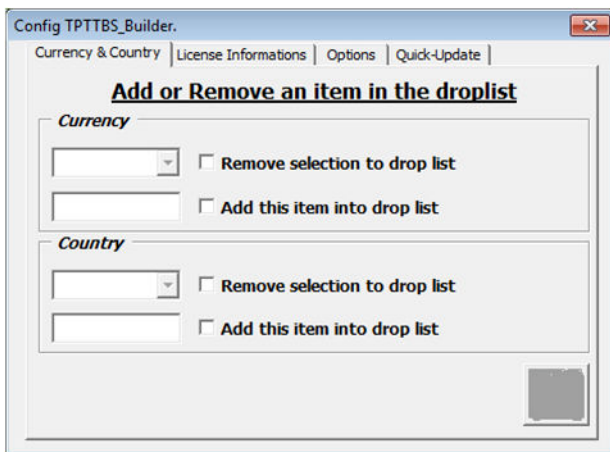 Config TPTTBS_Builder.
Currency & Country License Informations Options Quick-Update
Add or Remove an item in the droplist
Currency
Remove selection to drop list
Add this item into drop list
Country
Remove selection to drop list
Add this item into drop list